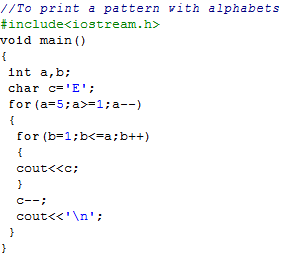 //To print a pattern with alphabets
#include<iostream.h>
void main()
{
int a,b;
char c='E';
for(a=5;a>=1;a--)
{
for(b=1;b<=a;b++)
{
cout<<c;
}
c--;
cout<<'\n';
}
}